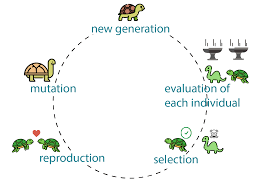 new generation
evaluation of
each individual
mutation
reproduction
selection